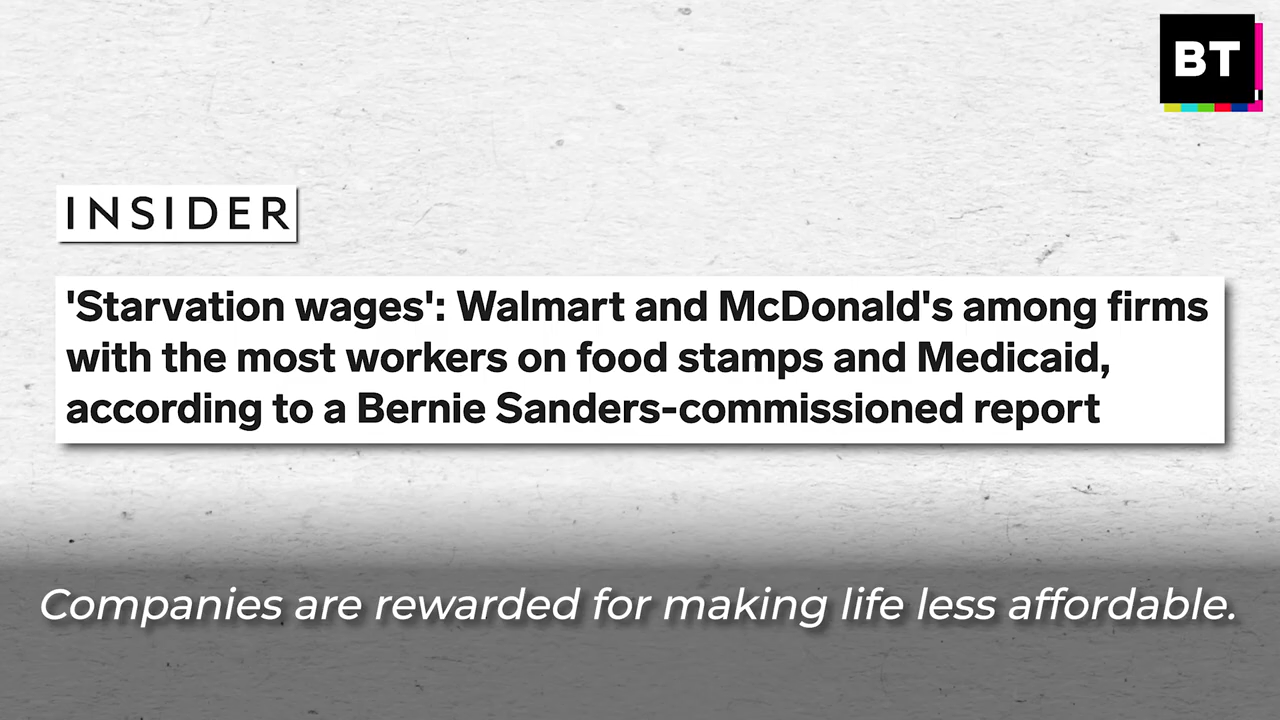 BT
INSIDER
'Starvation wages': Walmart and McDonald's among firms
with the most workers on food stamps and Medicaid,
according to a Bernie Sanders-commissioned report
Companies are rewarded for making life less affordable.